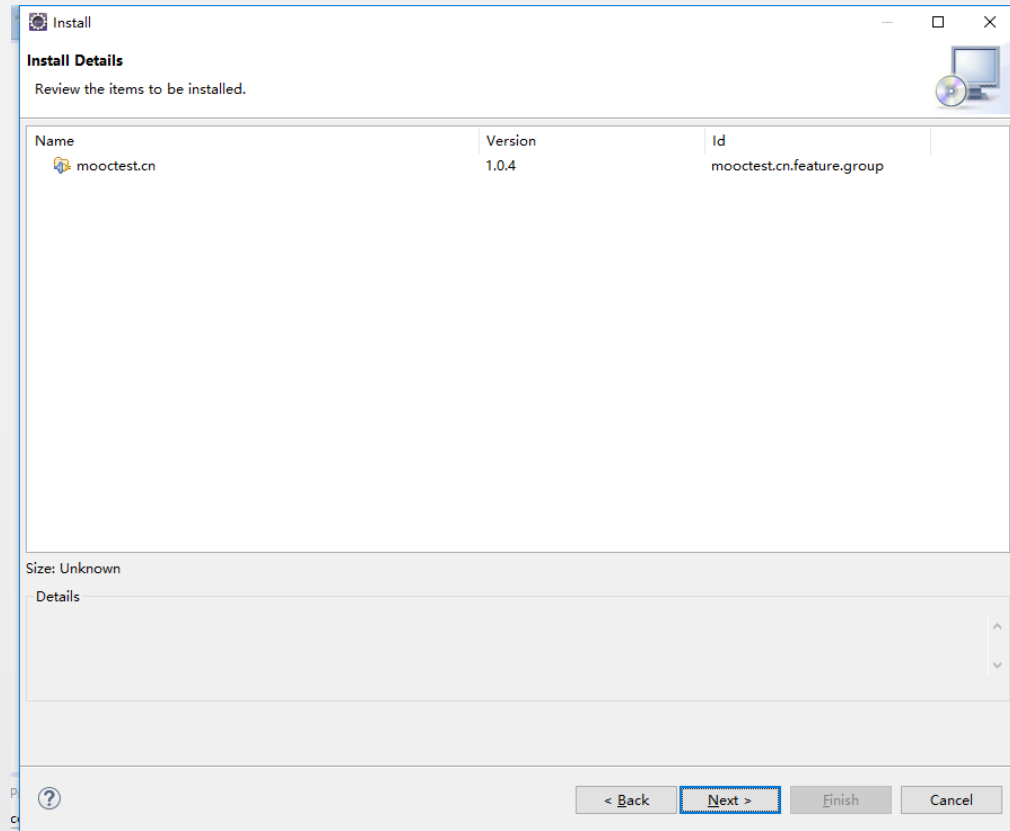 Install
Install Details
Review the items to be installed.
Name Version Id
mooctest.cn 1.0.4 mooctest.cn.feature.group
Size: Unknown
Details
< Back Next > Finish Cancel